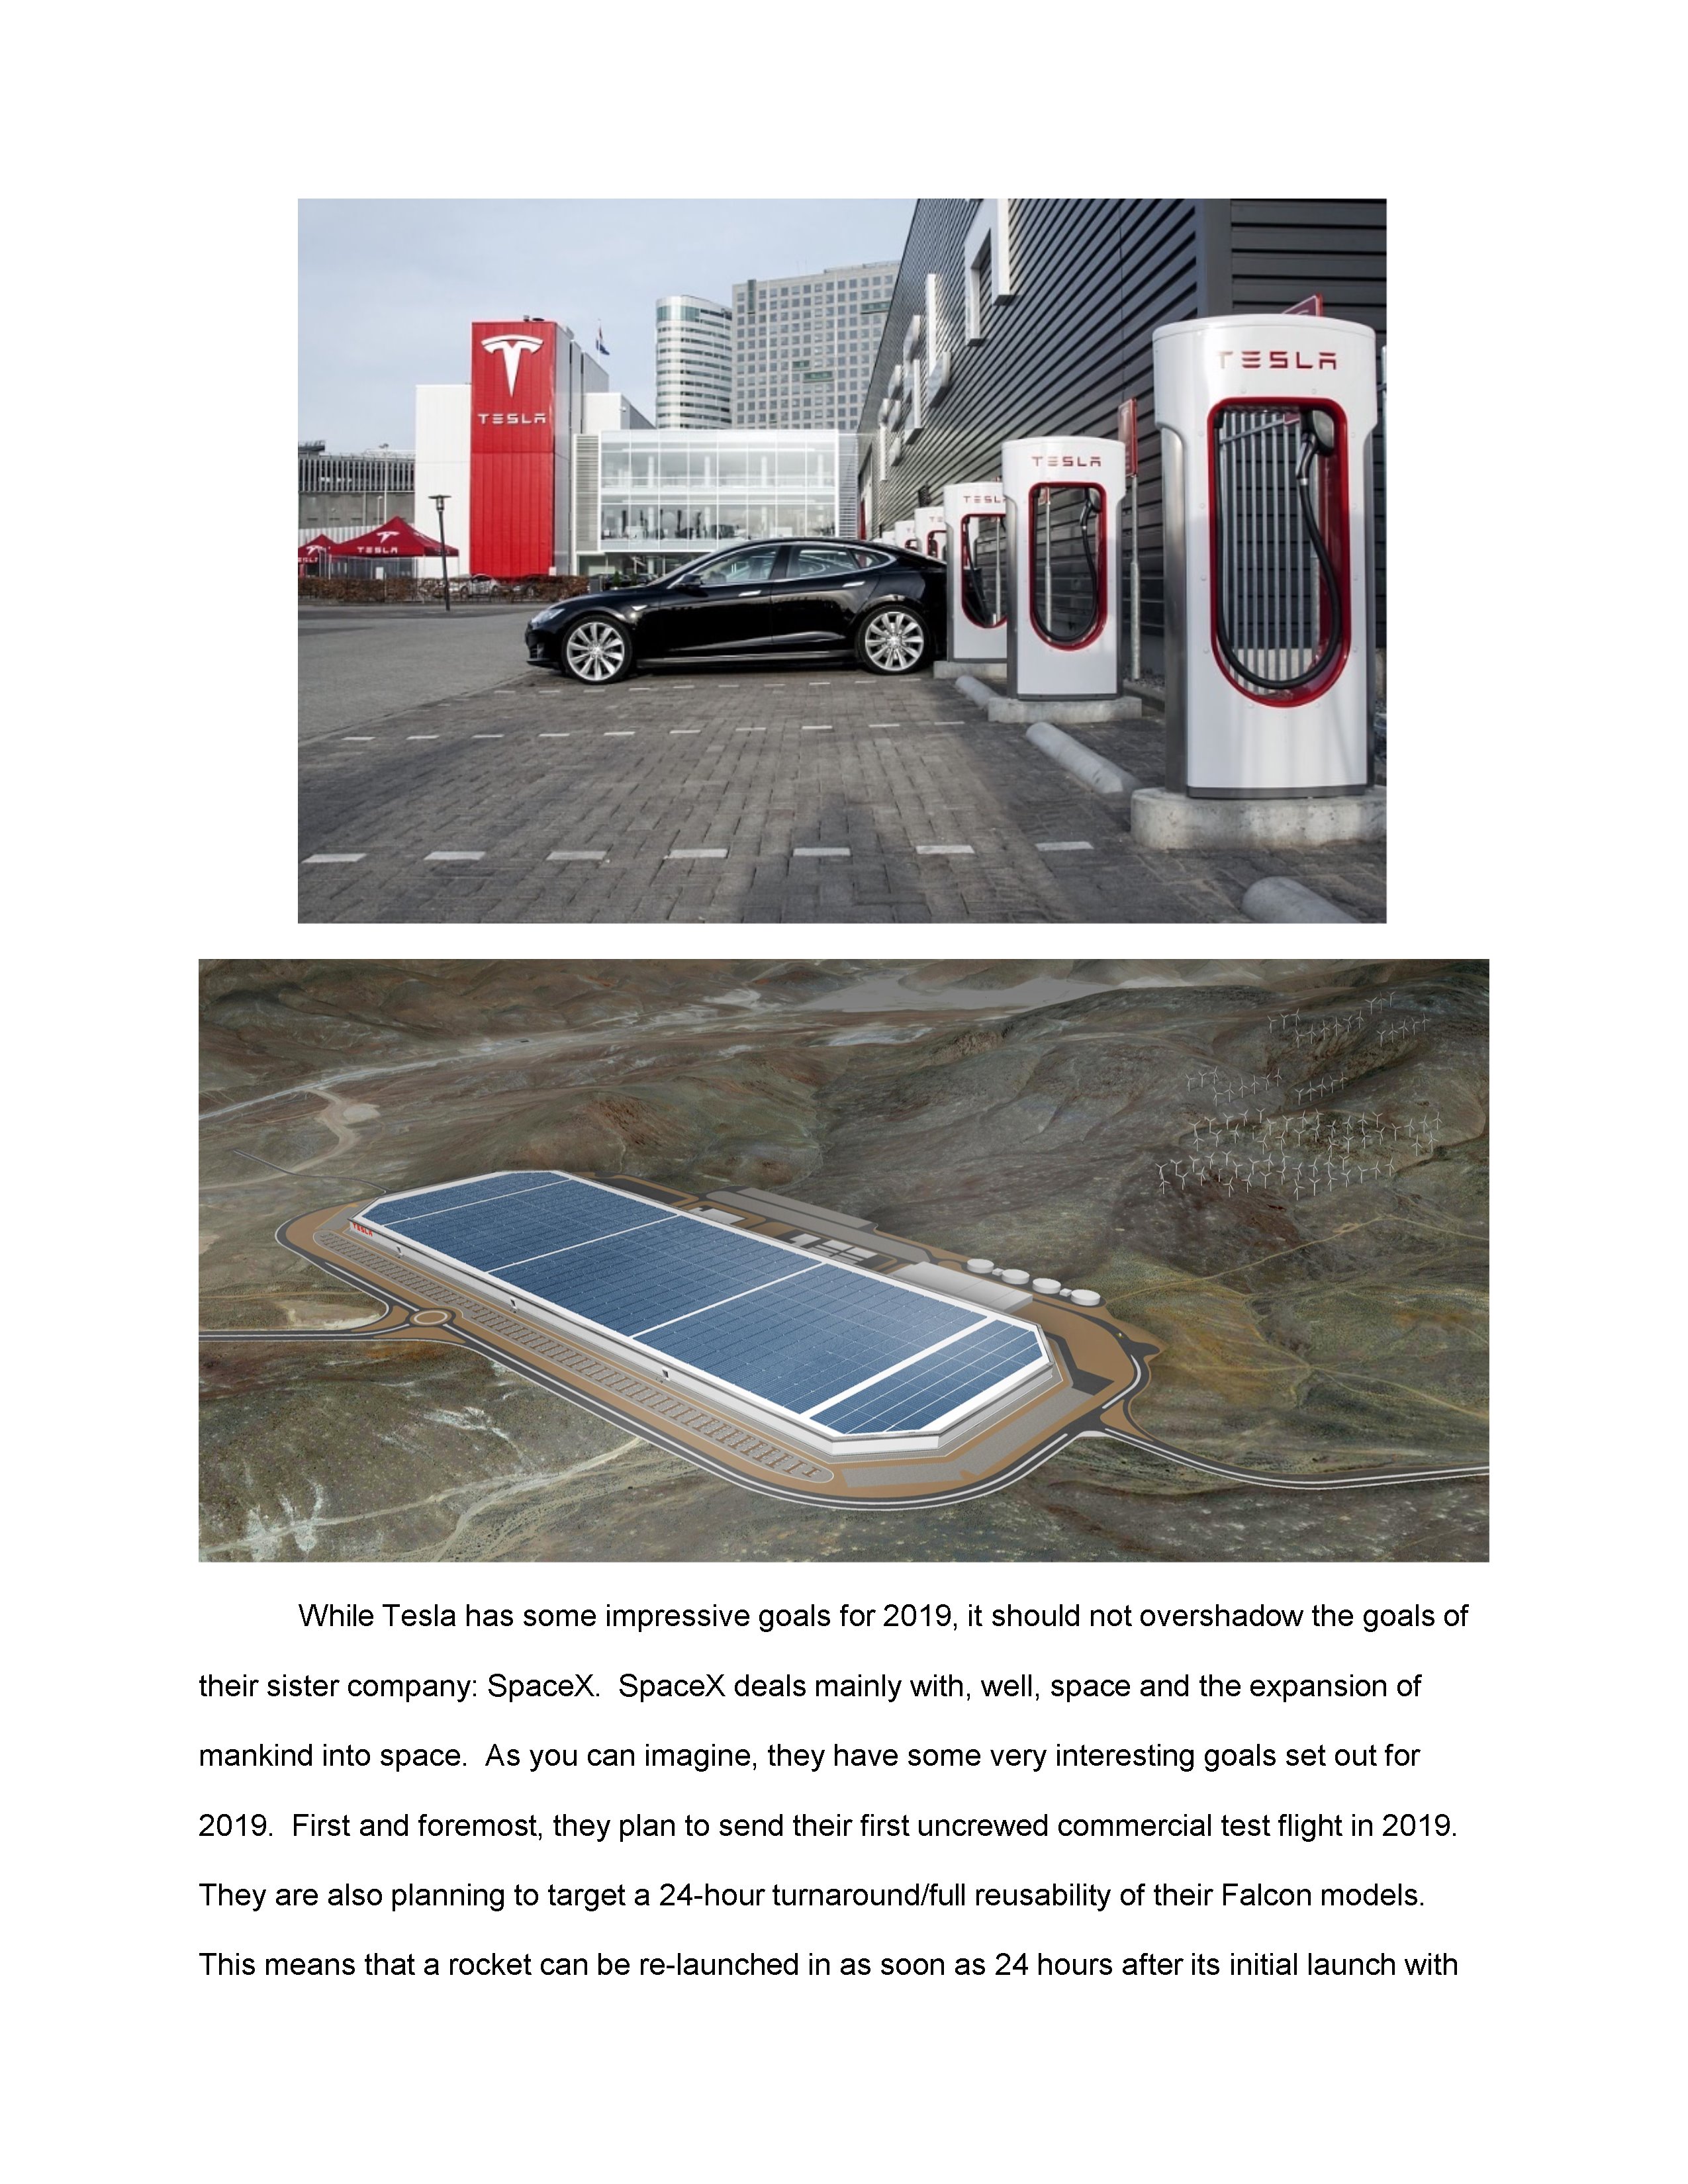 TESLA
TESLA
TESLA
TESLA
TESL
TE
TESLA
While Tesla has some impressive goals for 2019, it should not overshadow the goals of
their sister company: SpaceX.  SpaceX deals mainly with, well, space and the expansion of
mankind into space.  As you can imagine, they have some very interesting goals set out for
2019.  First and foremost, they plan to send their first uncrewed commercial test flight in 2019.
They are also planning to target a 24-hour turnaround/full reusability of their Falcon models.
This means that a rocket can be re-launched in as soon as 24 hours after its initial launch with